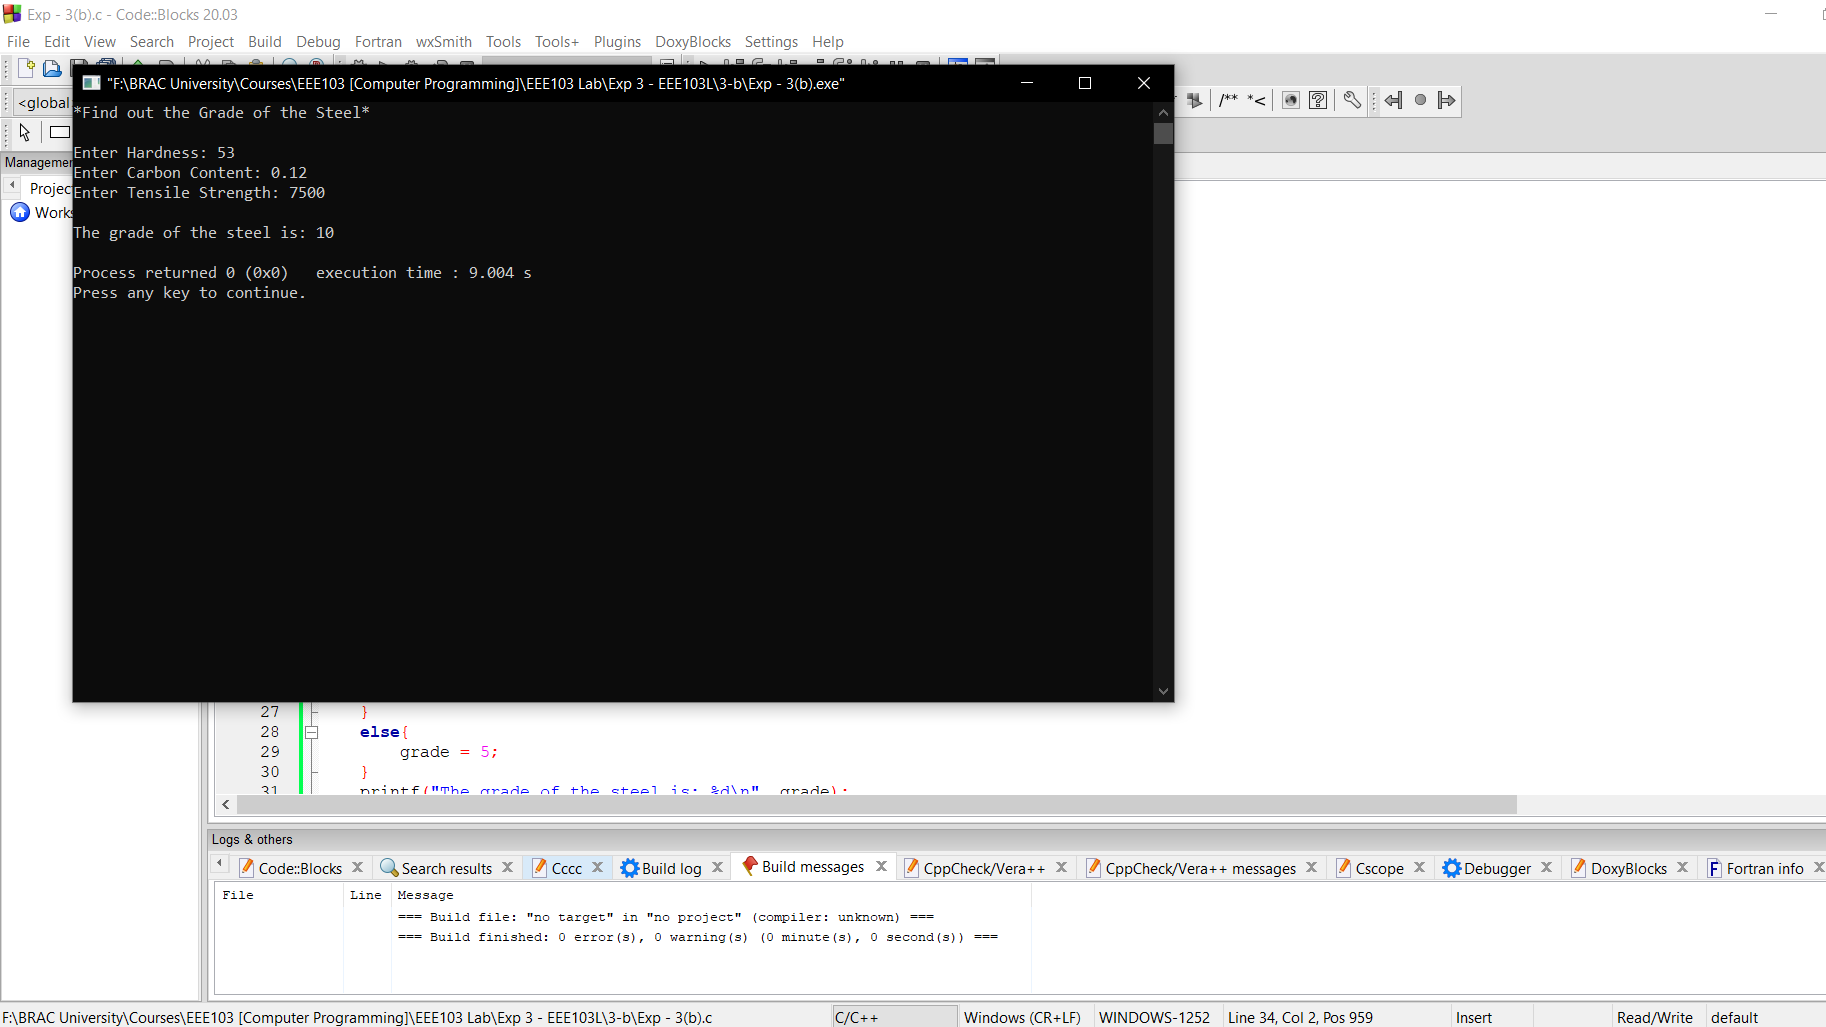 Exp - 3(b).c - Code::Blocks 20.03
File Edit View Search Project Build Debug Fortran wxSmith Tools Tools+ Plugins DoxyBlocks Settings Help
"F:\BRAC University\Courses\EEE103 [Computer Programming]\EEE103 Lab\Exp 3 - EEE103L\3-b\Exp - 3(b).exe"
<global
/** *<
*Find out the Grade of the Steel*
Enter Hardness: 53
Enter Carbon Content: 0.12
Enter Tensile Strength: 7500
The grade of the steel is: 10
Process returned 0 (0x0)   execution time : 9.004 s
Press any key to continue.
Managemen
Projec
Works
27 }
28 else{
29 grade = 5;
30 }
31 printf("The grade of the steel is: %d\n", grade);
Logs & others
Code::Blocks Search results Cccc Build log Build messages CppCheck/Vera++ CppCheck/Vera++ messages Cscope Debugger DoxyBlocks Fortran info
File Line Message
=== Build file: "no target" in "no project" (compiler: unknown) ===
=== Build finished: 0 error(s), 0 warning(s) (0 minute(s), 0 second(s)) ===
F:\BRAC University\Courses\EEE103 [Computer Programming]\EEE103 Lab\Exp 3 - EEE103L\3-b\Exp - 3(b).c C/C++ Windows (CR+LF) WINDOWS-1252 Line 34, Col 2, Pos 959 Insert Read/Write default